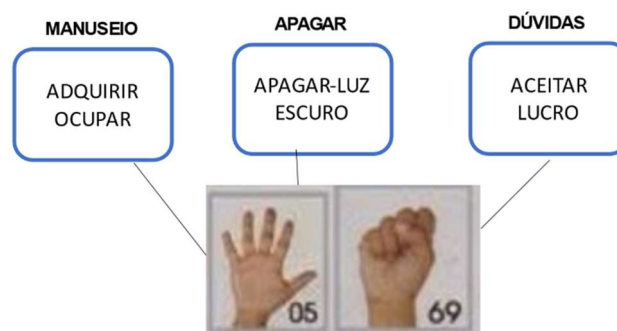 MANUSEIO
APAGAR
DÚVIDAS
ADQUIRIR
OCUPAR
APAGAR-LUZ
ESCURO
ACEITAR
LUCRO
05
69